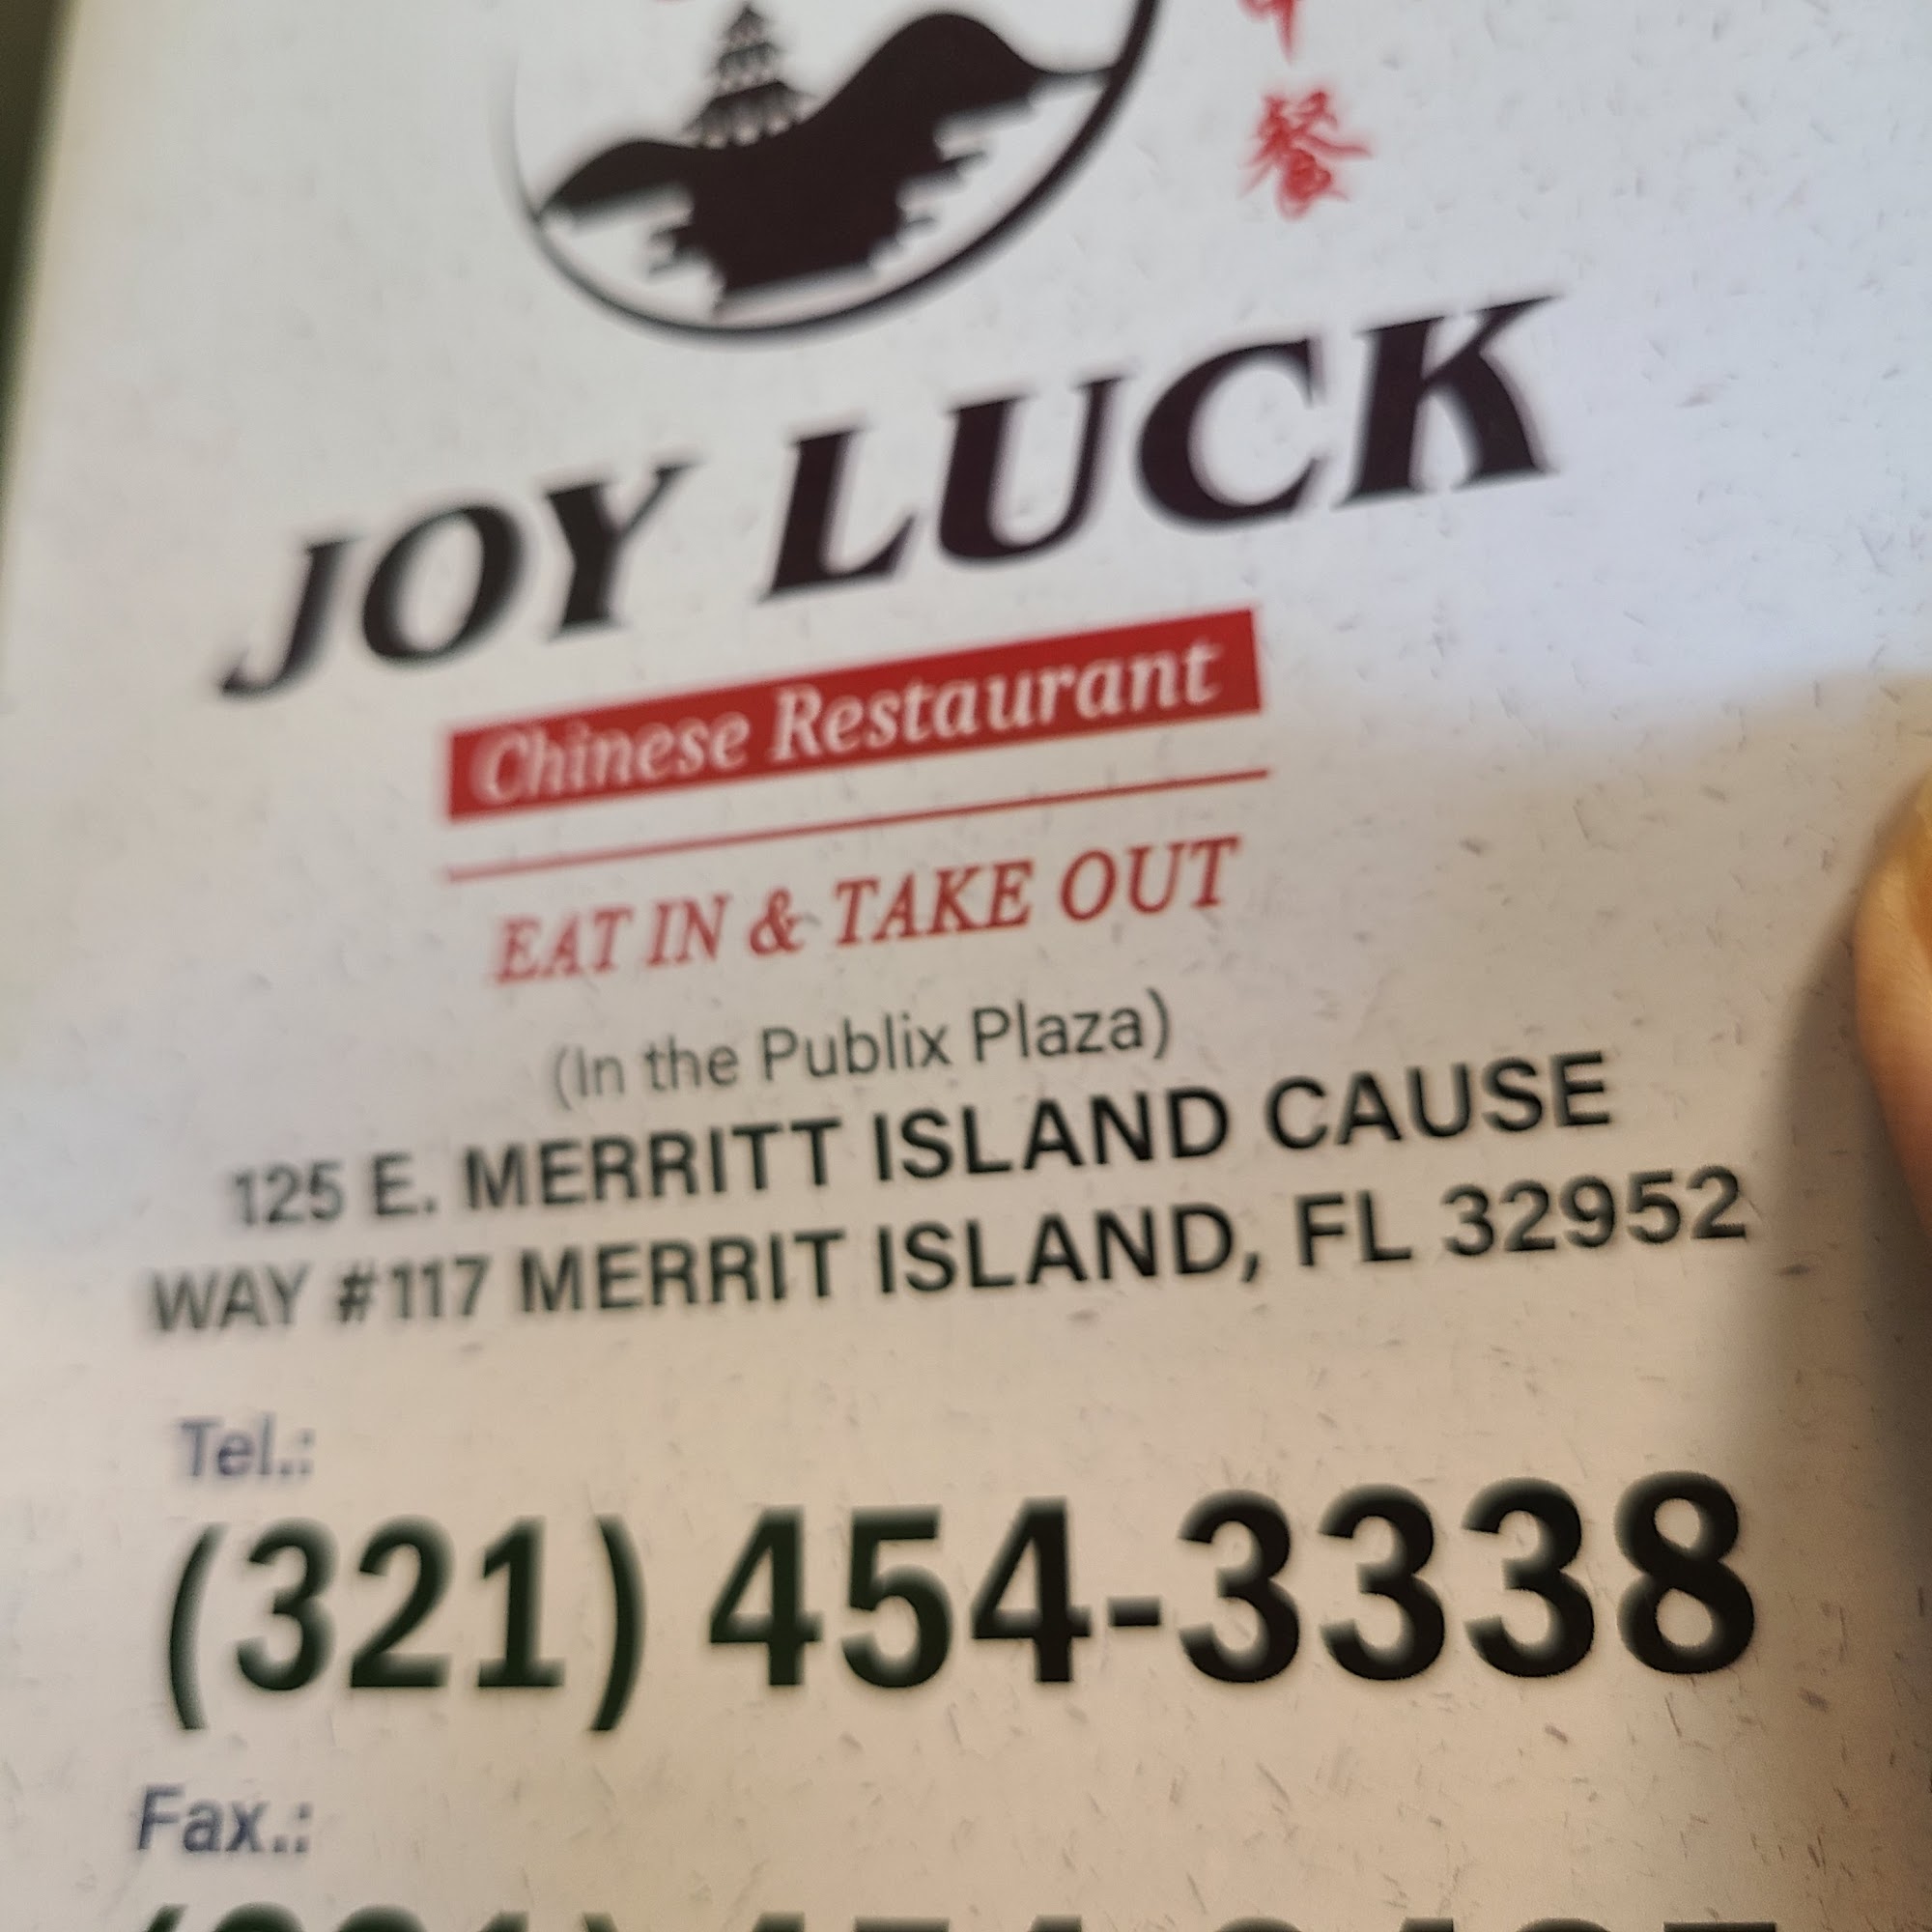 餐
JOY LUCK
Chinese Restaurant
EAT IN & TAKE OUT
(In the Publix Plaza)
125 E. MERRITT ISLAND CAUSE
WAY #117 MERRIT ISLAND, FL 32952
Tel.:
(321) 454-3338
Fax.: